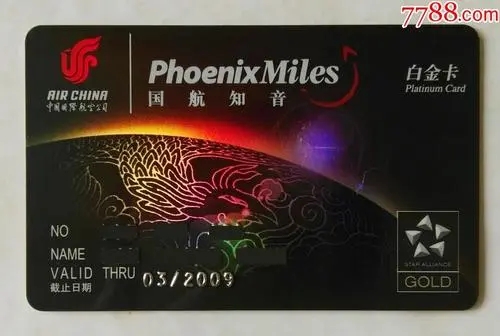 7788.com
AIR CHINA
中国国际航空公司
PhoenixMiles
国航知音
白金卡
Platinum Card
NO
NAME
VALID THRU 03/2009
截止日期
STAR ALLIANCE
GOLD